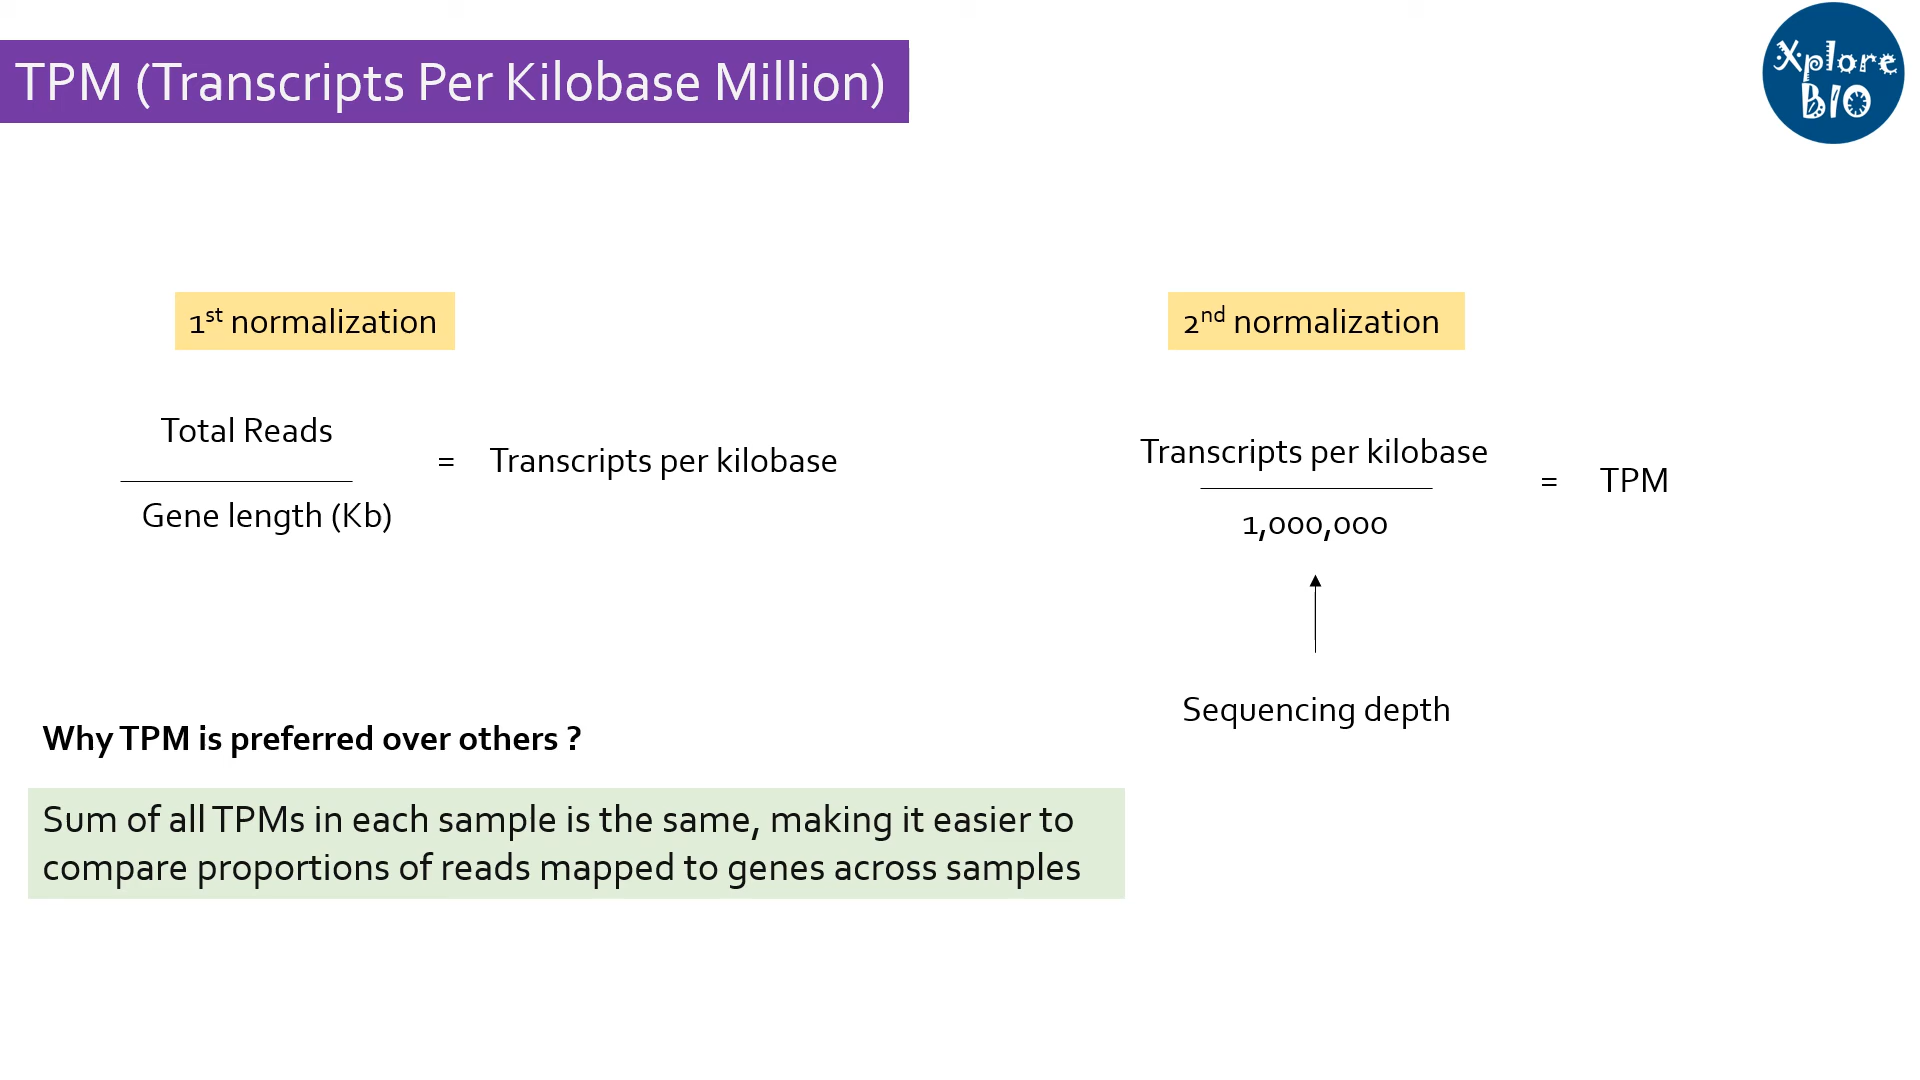 TPM (Transcripts Per Kilobase Million)
Xplore
BIO
1st normalization
Total Reads
Gene length (Kb)
= Transcripts per kilobase
2nd normalization
Transcripts per kilobase
1,000,000
= TPM
Sequencing depth
Why TPM is preferred over others ?
Sum of all TPMs in each sample is the same, making it easier to
compare proportions of reads mapped to genes across samples